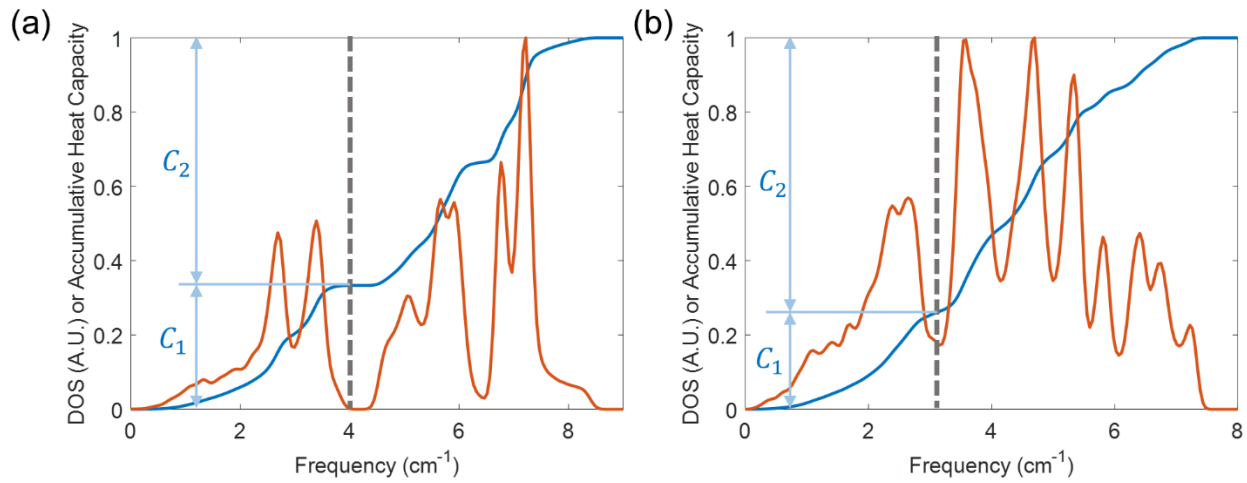 (a)
DOS (A.U.) or Accumulative Heat Capacity
1
0.8
0.6
0.4
0.2
0
C₂
C₁
0 2 4 6 8
Frequency (cm⁻¹)
(b)
DOS (A.U.) or Accumulative Heat Capacity
1
0.8
0.6
0.4
0.2
0
C₂
C₁
0 2 4 6 8
Frequency (cm⁻¹)